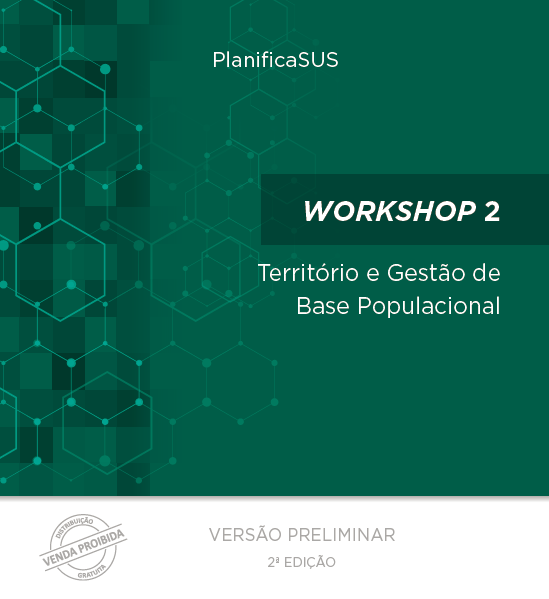 PlanificaSUS
WORKSHOP 2
Território e Gestão de
Base Populacional
DISTRIBUIÇÃO
VENDA PROIBIDA
GRATUITA
VERSÃO PRELIMINAR
2ª EDIÇÃO